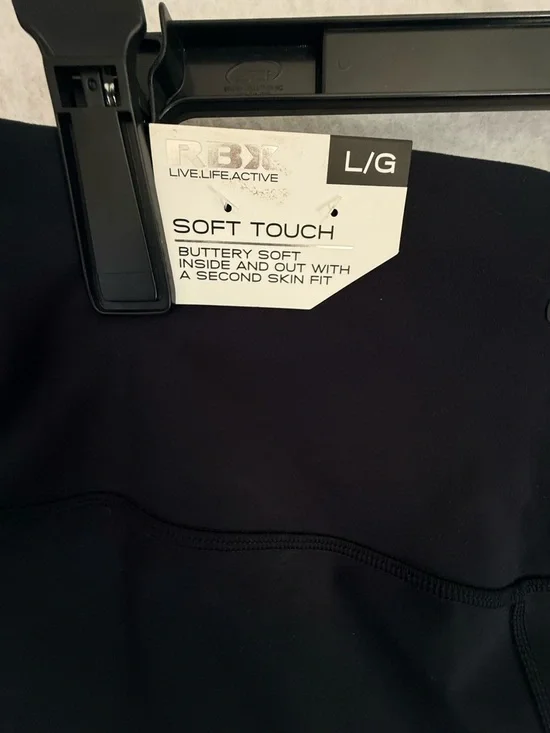 RBX
L/G
LIVE.LIFE.ACTIVE
SOFT TOUCH
BUTTERY SOFT
INSIDE AND OUT WITH
A SECOND SKIN FIT